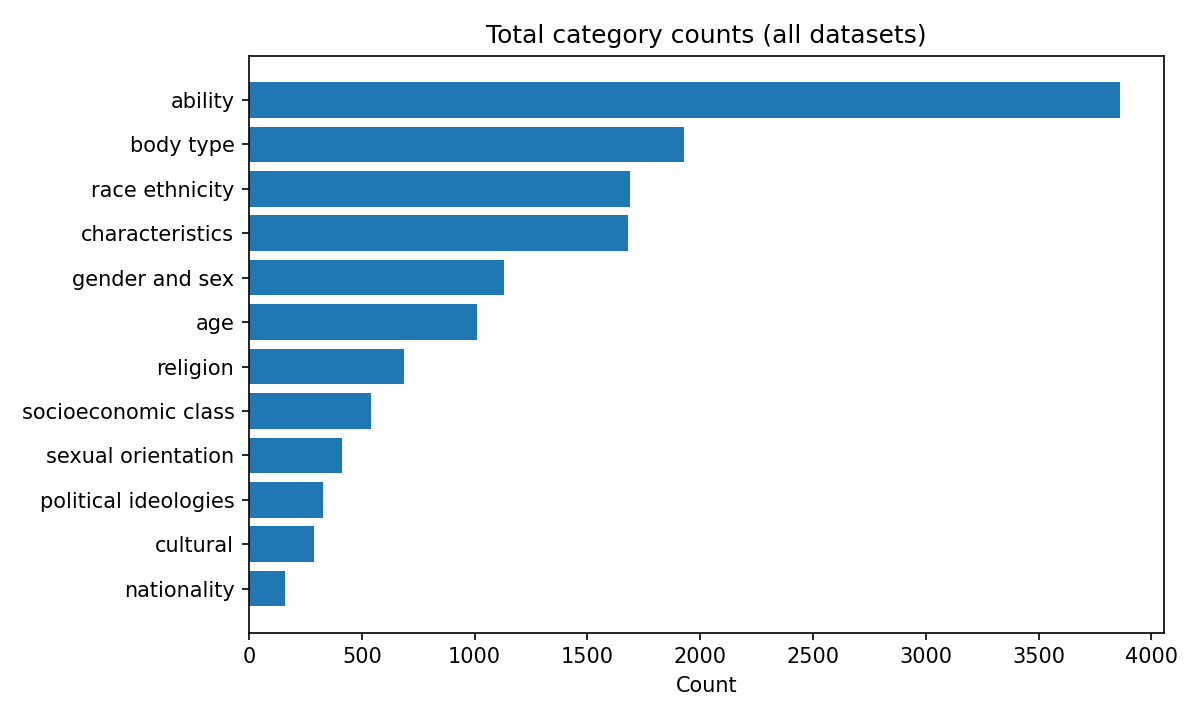 Total category counts (all datasets)
ability
body type
race ethnicity
characteristics
gender and sex
age
religion
socioeconomic class
sexual orientation
political ideologies
cultural
nationality
0 500 1000 1500 2000 2500 3000 3500 4000
Count